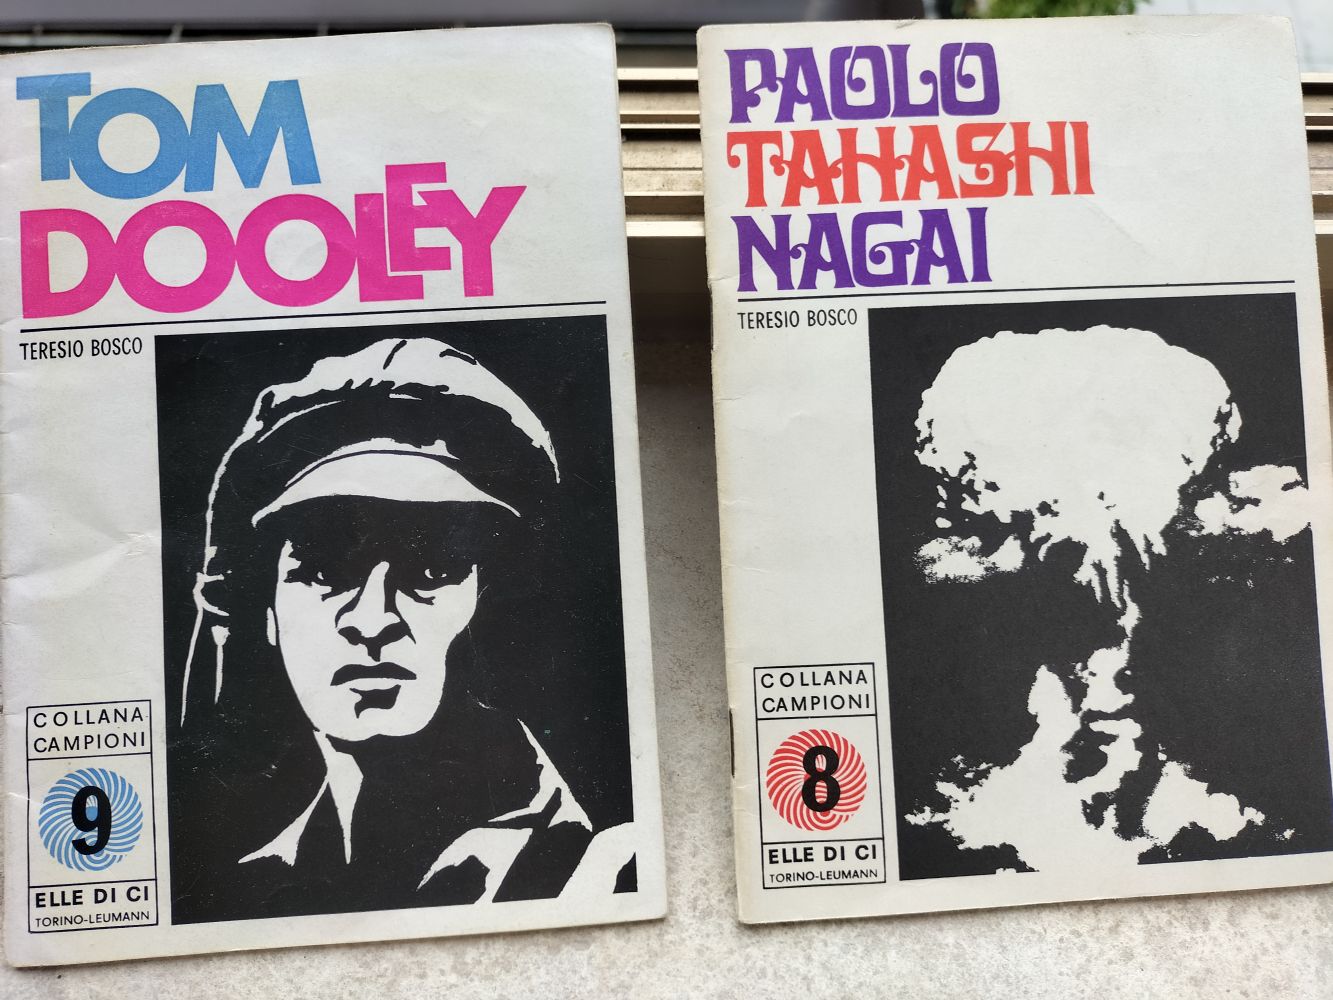 TOM
DOOLEY
TERESIO BOSCO
COLLANA
CAMPIONI
9
ELLE DI CI
TORINO-LEUMANN
PAOLO
TAHASHI
NAGAI
TERESIO BOSCO
COLLANA
CAMPIONI
8
ELLE DI CI
TORINO-LEUMANN